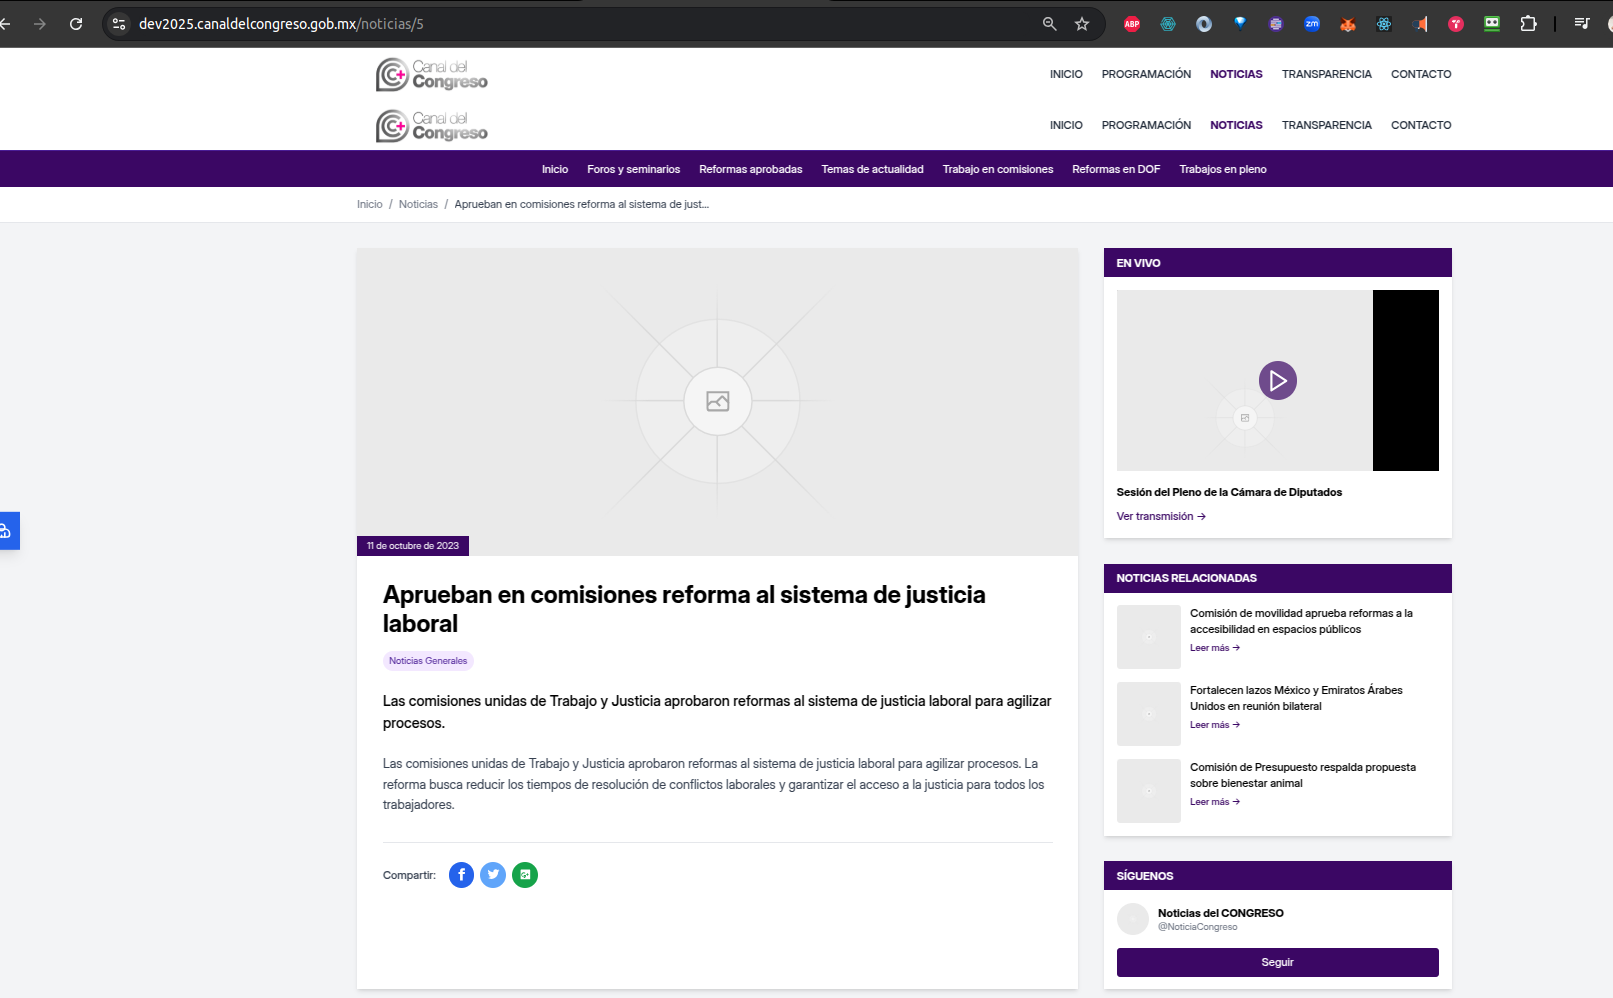 dev2025.canaldelcongreso.gob.mx/noticias/5
ABP
zm
Canal del
Congreso
INICIO PROGRAMACIÓN NOTICIAS TRANSPARENCIA CONTACTO
Canal del
Congreso
INICIO PROGRAMACIÓN NOTICIAS TRANSPARENCIA CONTACTO
Inicio Foros y seminarios Reformas aprobadas Temas de actualidad Trabajo en comisiones Reformas en DOF Trabajos en pleno
Inicio / Noticias / Aprueban en comisiones reforma al sistema de just...
11 de octubre de 2023
Aprueban en comisiones reforma al sistema de justicia
laboral
Noticias Generales
Las comisiones unidas de Trabajo y Justicia aprobaron reformas al sistema de justicia laboral para agilizar
procesos.
Las comisiones unidas de Trabajo y Justicia aprobaron reformas al sistema de justicia laboral para agilizar procesos. La
reforma busca reducir los tiempos de resolución de conflictos laborales y garantizar el acceso a la justicia para todos los
trabajadores.
Compartir:
EN VIVO
Sesión del Pleno de la Cámara de Diputados
Ver transmisión →
NOTICIAS RELACIONADAS
Comisión de movilidad aprueba reformas a la
accesibilidad en espacios públicos
Leer más →
Fortalecen lazos México y Emiratos Árabes
Unidos en reunión bilateral
Leer más →
Comisión de Presupuesto respalda propuesta
sobre bienestar animal
Leer más →
SÍGUENOS
Noticias del CONGRESO
@NoticiaCongreso
Seguir